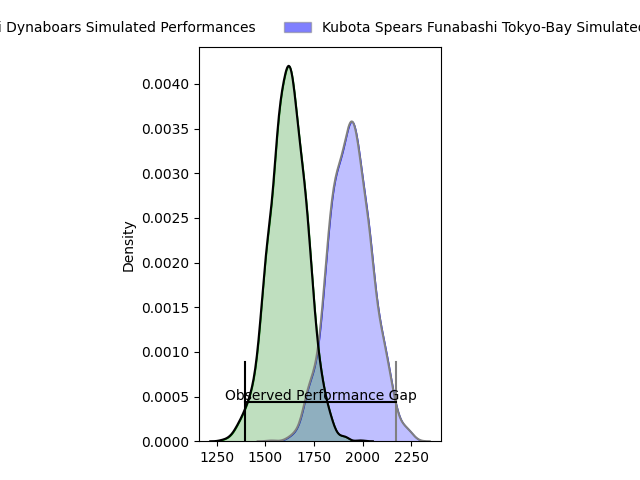 i Dynaboars Simulated Performances
Kubota Spears Funabashi Tokyo-Bay Simulated
0.0040
0.0035
0.0030
0.0025
0.0020
0.0015
0.0010
0.0005
0.0000
Density
Observed Performance Gap
1250 1500 1750 2000 2250